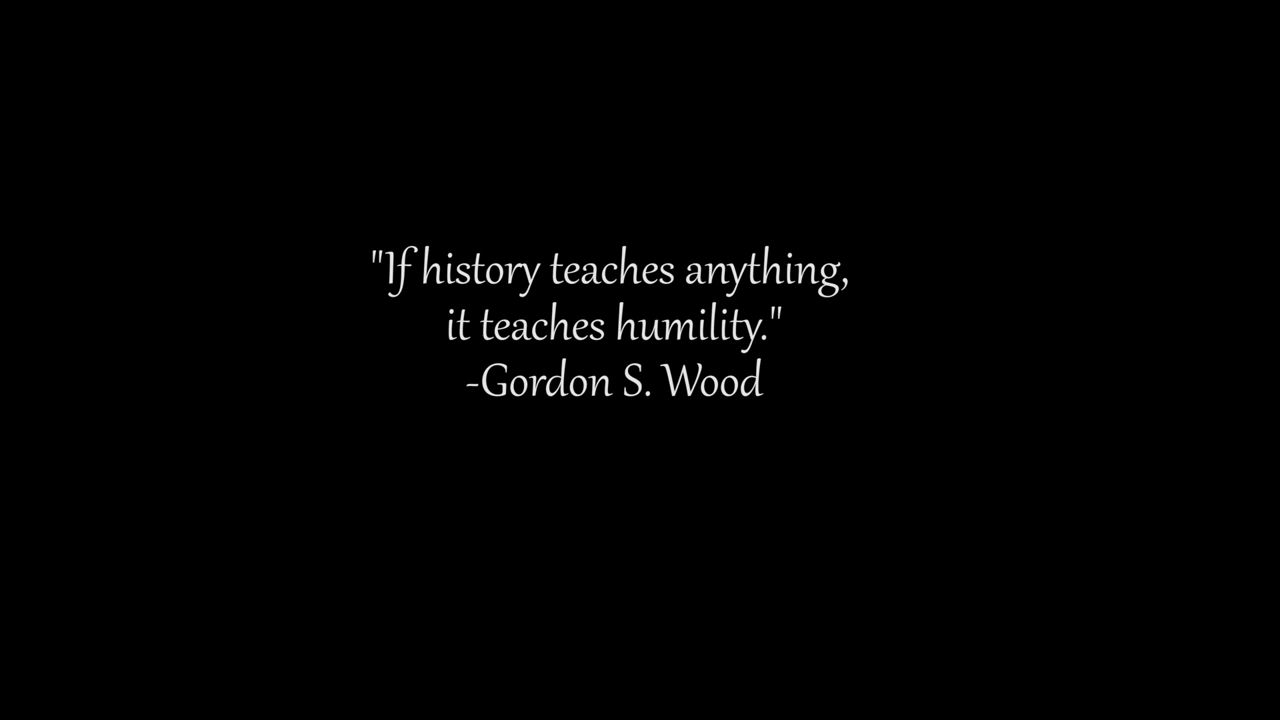 "If history teaches anything,
it teaches humility."
-Gordon S. Wood